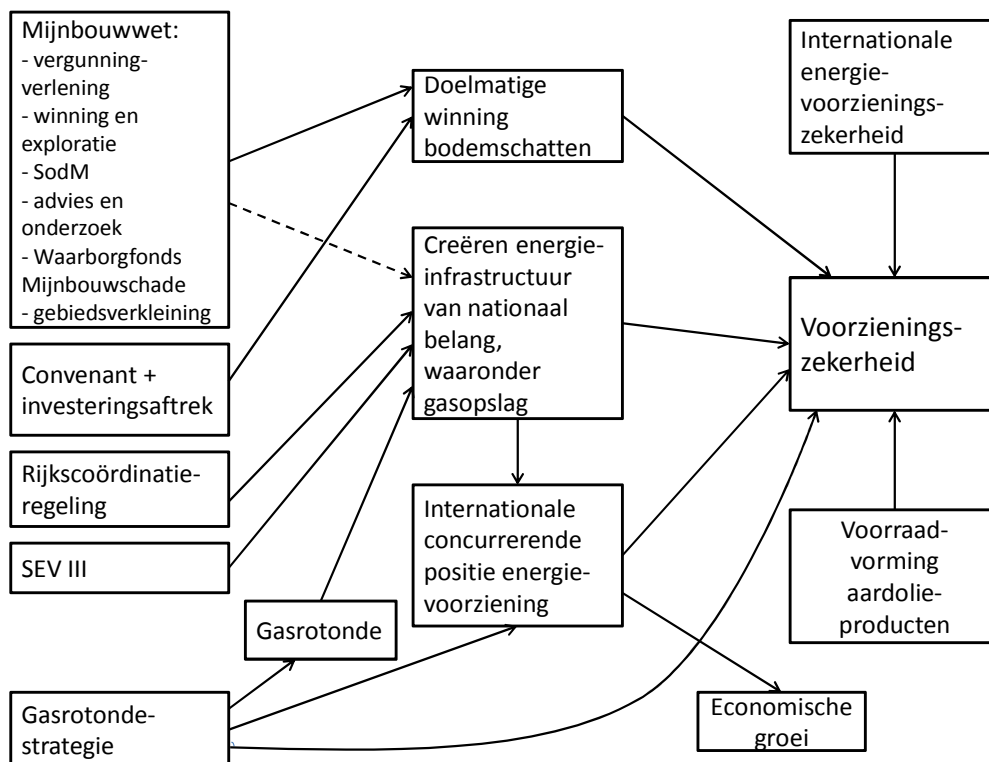 Mijnbouwwet:
- vergunning-
verlening
- winning en
exploratie
- SodM
- advies en
onderzoek
- Waarborgfonds
Mijnbouwschade
- gebiedsverkleining
Convenant +
investeringsaftrek
Rijkscoördinatie-
regeling
SEV III
Gasrotonde-
strategie
Gasrotonde
Doelmatige
winning
bodemschatten
Creëren energie-
infrastructuur
van nationaal
belang,
waaronder
gasopslag
Internationale
concurrerende
positie energie-
voorziening
Internationale
energie-
voorzienings-
zekerheid
Voorzienings-
zekerheid
Voorraad-
vorming
aardolie-
producten
Economische
groei